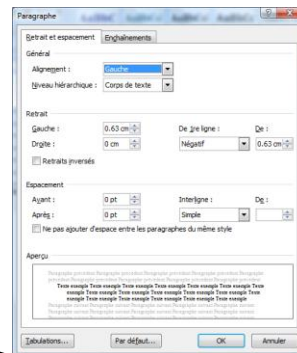 Paragraphe
Retrait et espacement Enchaînements
Général
Alignement : Gauche
Niveau hiérarchique : Corps de texte
Retrait
Gauche : 0.63 cm De 1re ligne : De :
Droite : 0 cm Négatif 0.63 cm
Retraits inversés
Espacement
Avant : 0 pt Interligne : De :
Après : 0 pt Simple
Ne pas ajouter d'espace entre les paragraphes du même style
Aperçu
Tabulations... Par défaut... OK Annuler